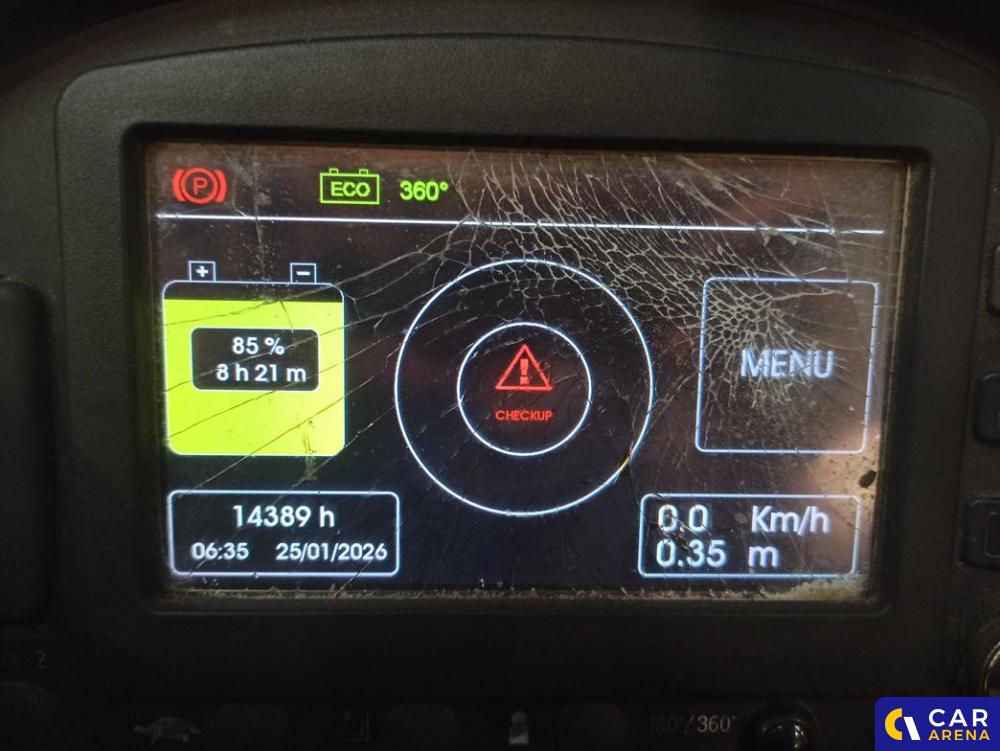 P
ECO 360°
+ -
85 %
8 h 21 m
!
CHECKUP
MENU
14389 h
06:35 25/01/2026
0.0 Km/h
0.35 m
2
180°/360°
CAR
ARENA